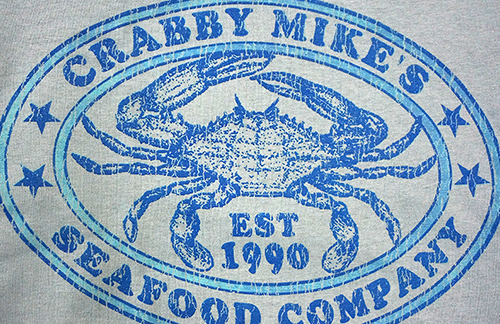 CRABBY MIKE'S
EST
1990
SEAFOOD COMPANY